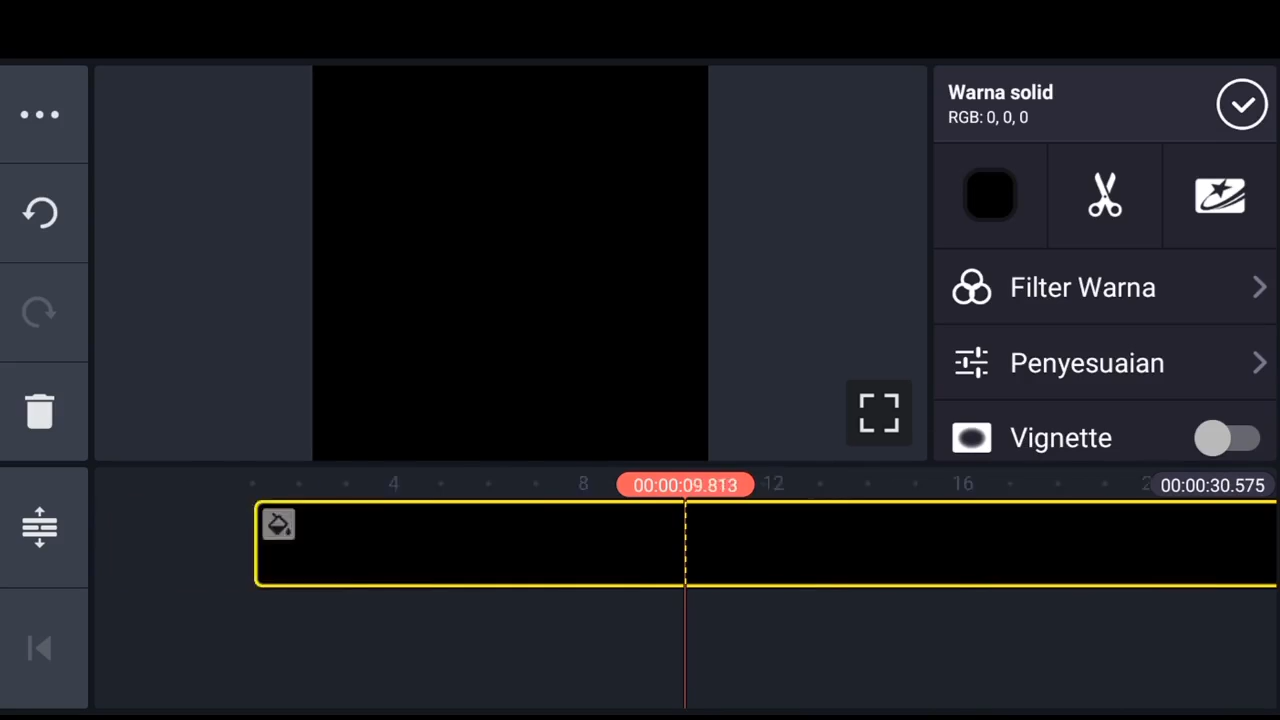 Warna solid
RGB: 0, 0, 0
Filter Warna
Penyesuaian
Vignette
4
8
00:00:09.813
12
16
00:00:30.575